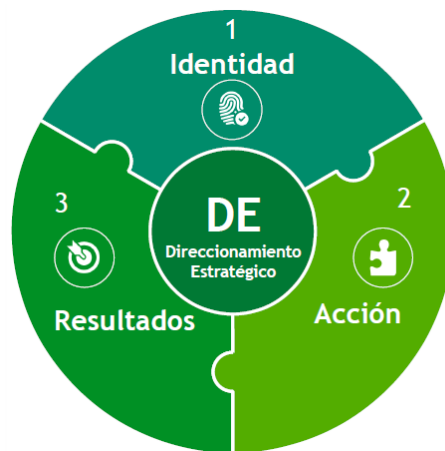 1
Identidad
DE
Direccionamiento
Estratégico
2
Acción
3
Resultados